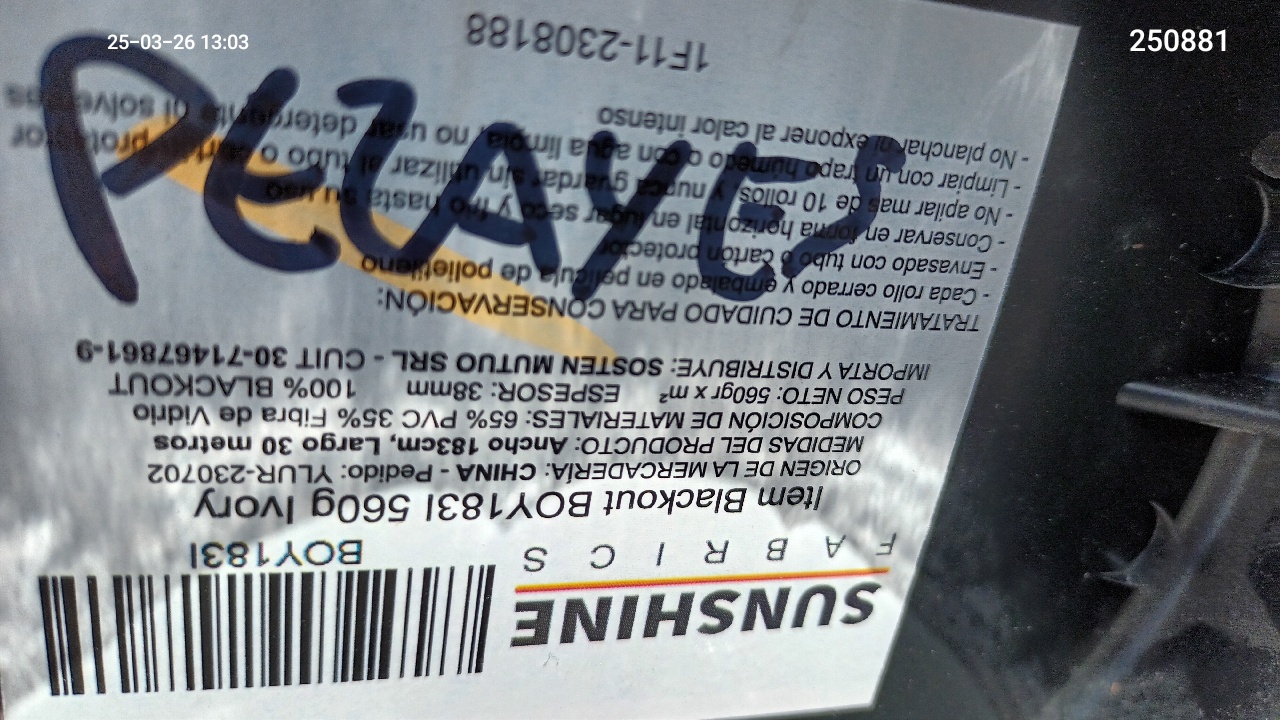 25-03-26 13:03
250881
SUNSHINE
FABRICS
BOY183I
Item Blackout BOY183I 560g Ivory
ORIGEN DE LA MERCADERÍA: CHINA - Pedido: YLUR-230702
MEDIDAS DEL PRODUCTO: Ancho 183cm, Largo 30 metros
COMPOSICIÓN DE MATERIALES: 65% PVC 35% Fibra de Vidrio
PESO NETO: 560gr x m² ESPESOR: 38mm 100% BLACKOUT
IMPORTA Y DISTRIBUYE: SOSTEN MUTUO SRL - CUIT 30-71467861-9
TRATAMIENTO DE CUIDADO PARA CONSERVACIÓN:
- Cada rollo cerrado y embalado en película de polietileno
- Envasado con tubo o cartón protector
- Conservar en forma horizontal en lugar seco y frio hasta su uso
- No apilar mas de 10 rollos, y nunca guardar sin utilizar el tubo o cartón protector
- Limpiar con un trapo húmedo o con agua limpia, no usar detergente ni solventes
- No planchar ni exponer al calor intenso
1F11-2308188
PELAYES